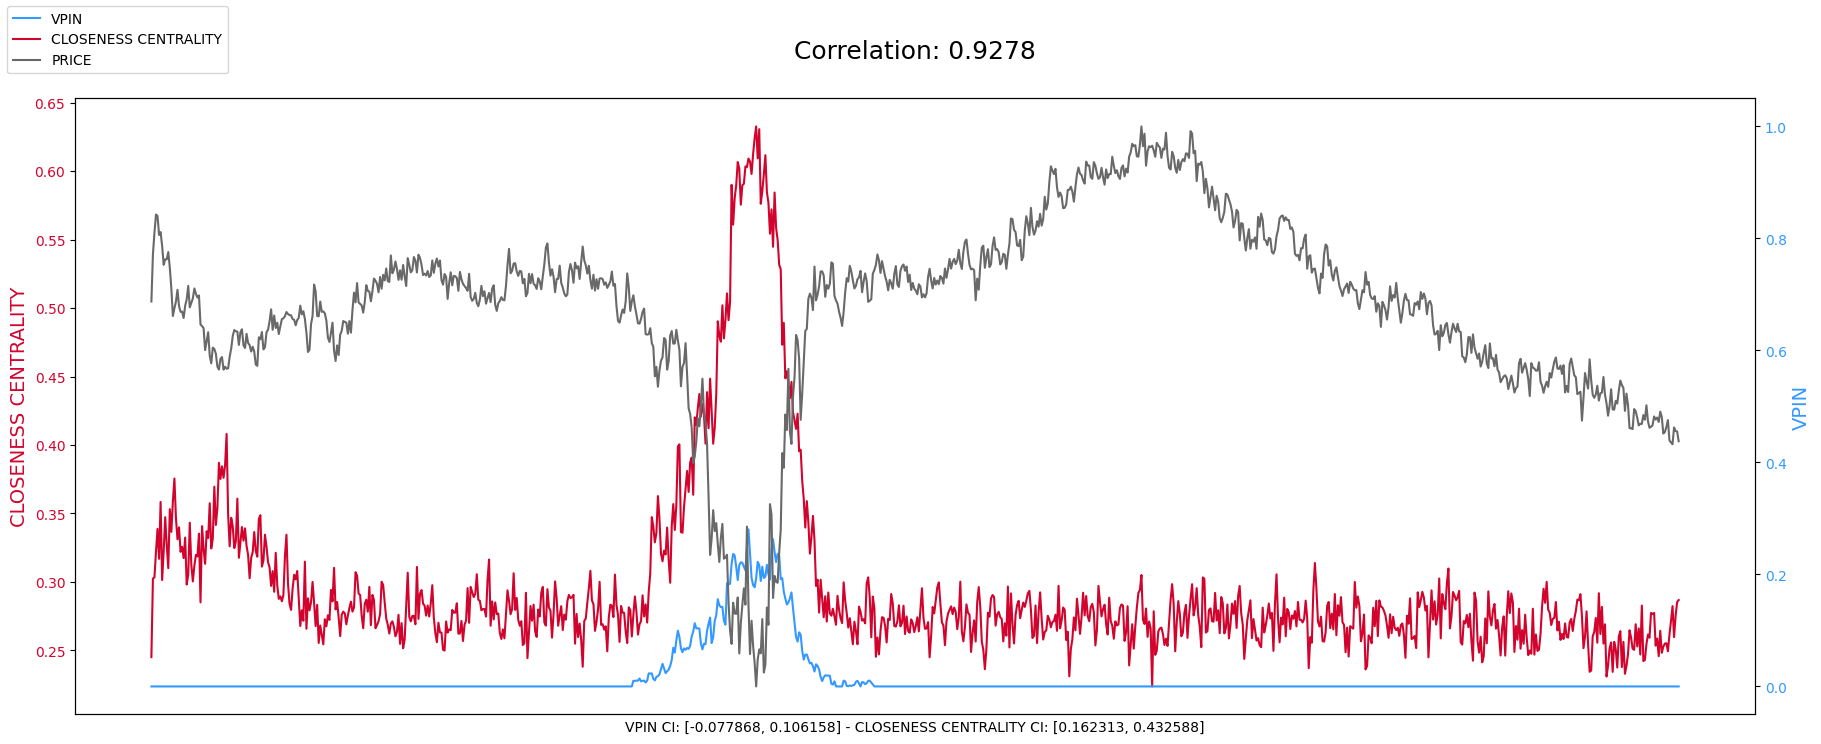 VPIN
CLOSENESS CENTRALITY
PRICE
Correlation: 0.9278
0.65
0.60
0.55
0.50
0.45
0.40
0.35
0.30
0.25
CLOSENESS CENTRALITY
1.0
0.8
0.6
0.4
0.2
0.0
VPIN
VPIN CI: [-0.077868, 0.106158] - CLOSENESS CENTRALITY CI: [0.162313, 0.432588]